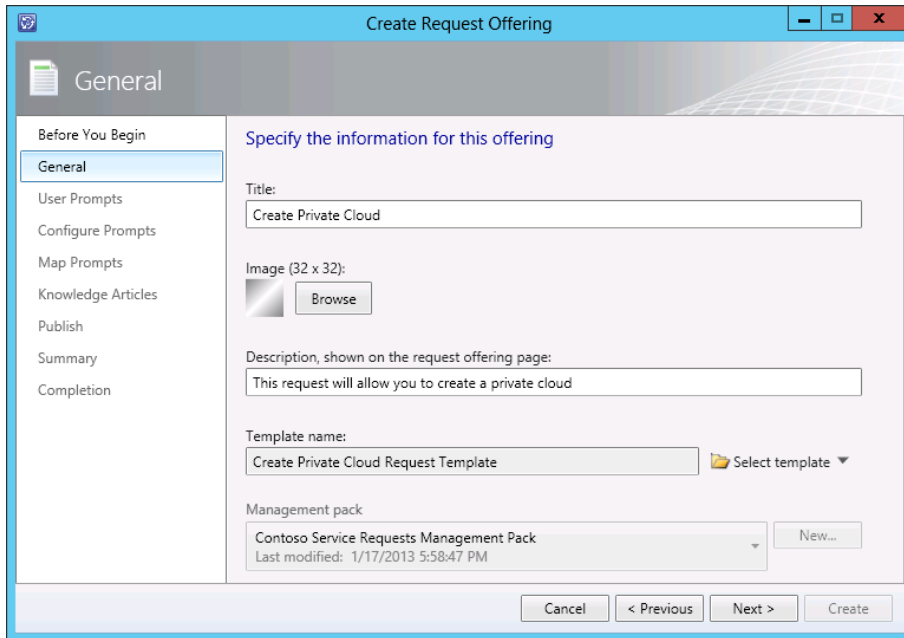 Create Request Offering
General
Before You Begin
General
User Prompts
Configure Prompts
Map Prompts
Knowledge Articles
Publish
Summary
Completion
Specify the information for this offering
Title:
Create Private Cloud
Image (32 x 32):
Browse
Description, shown on the request offering page:
This request will allow you to create a private cloud
Template name:
Create Private Cloud Request Template
Select template
Management pack
Contoso Service Requests Management Pack
Last modified: 1/17/2013 5:58:47 PM
New...
Cancel
< Previous
Next >
Create